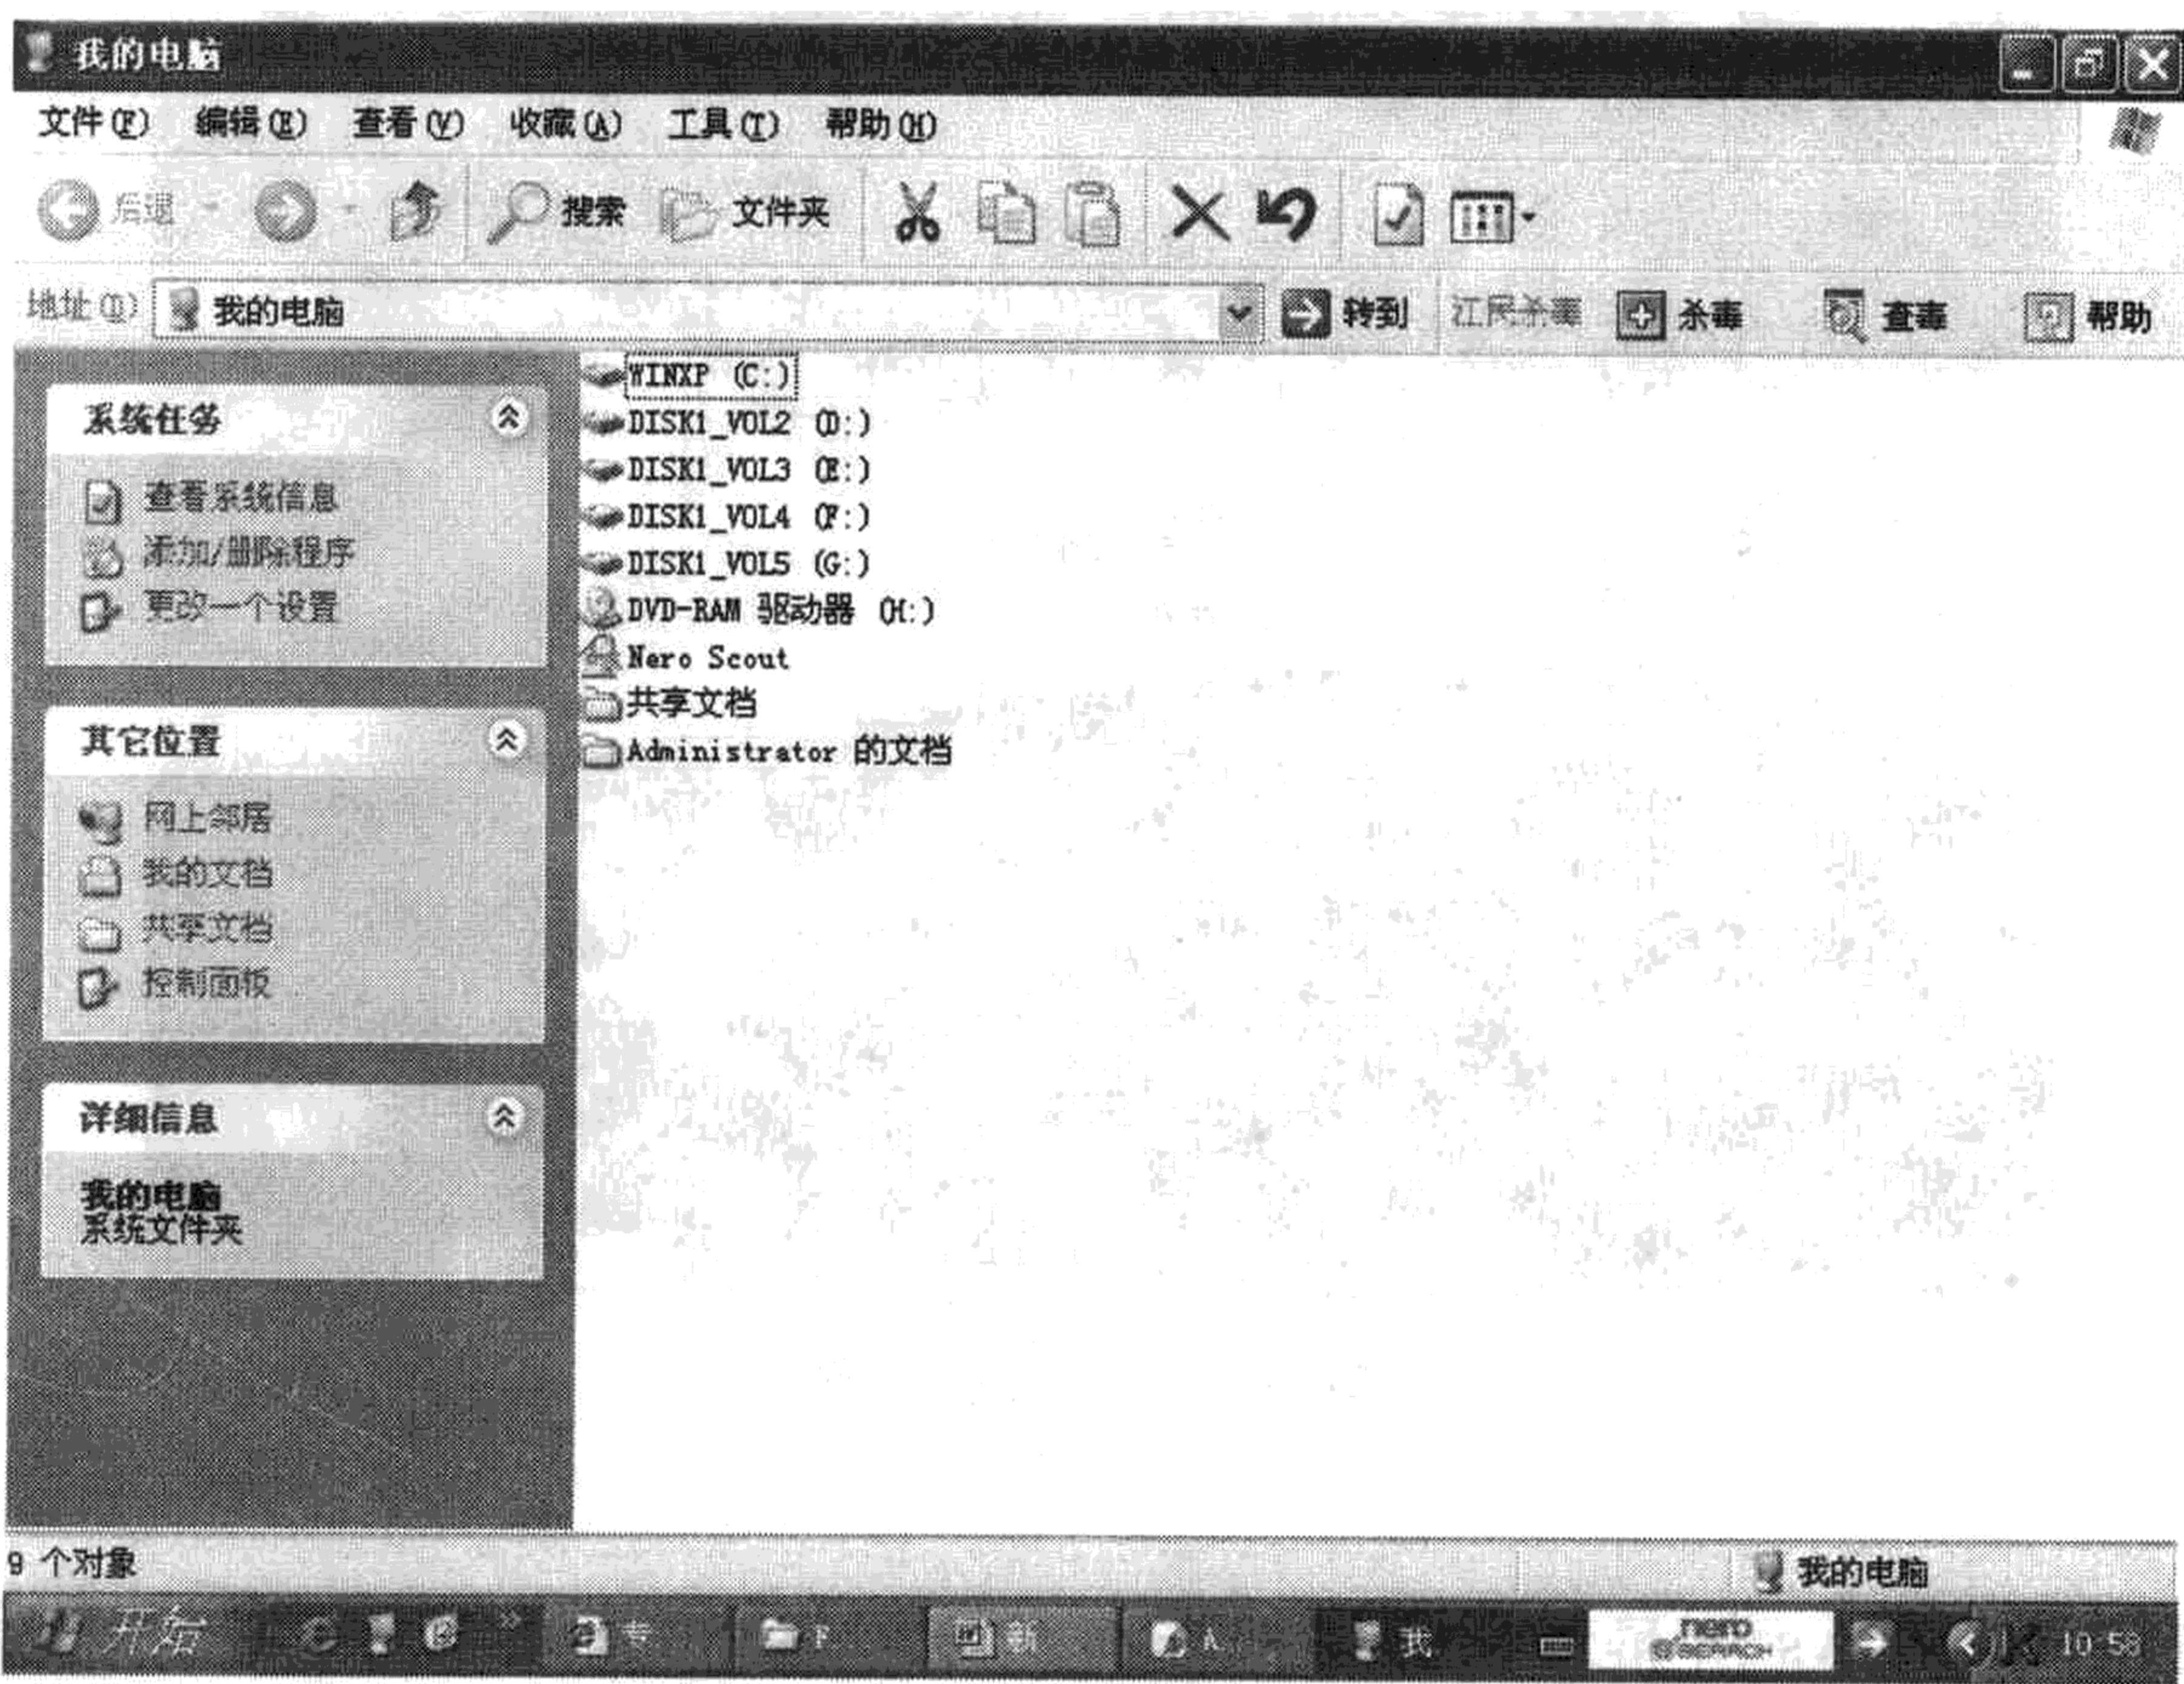 我的电脑
文件(F) 编辑(E) 查看(V) 收藏(A) 工具(T) 帮助(H)
后退 搜索 文件夹
地址(D) 我的电脑 转到 江民杀毒 杀毒 查毒 帮助
系统任务
查看系统信息
添加/删除程序
更改一个设置
其它位置
网上邻居
我的文档
共享文档
控制面板
详细信息
我的电脑
系统文件夹
WINXP (C:)
DISK1_VOL2 (D:)
DISK1_VOL3 (E:)
DISK1_VOL4 (F:)
DISK1_VOL5 (G:)
DVD-RAM 驱动器 (H:)
Nero Scout
共享文档
Administrator 的文档
9 个对象 我的电脑
开始 专 F 新 A 我 nero SEARCH 10:58